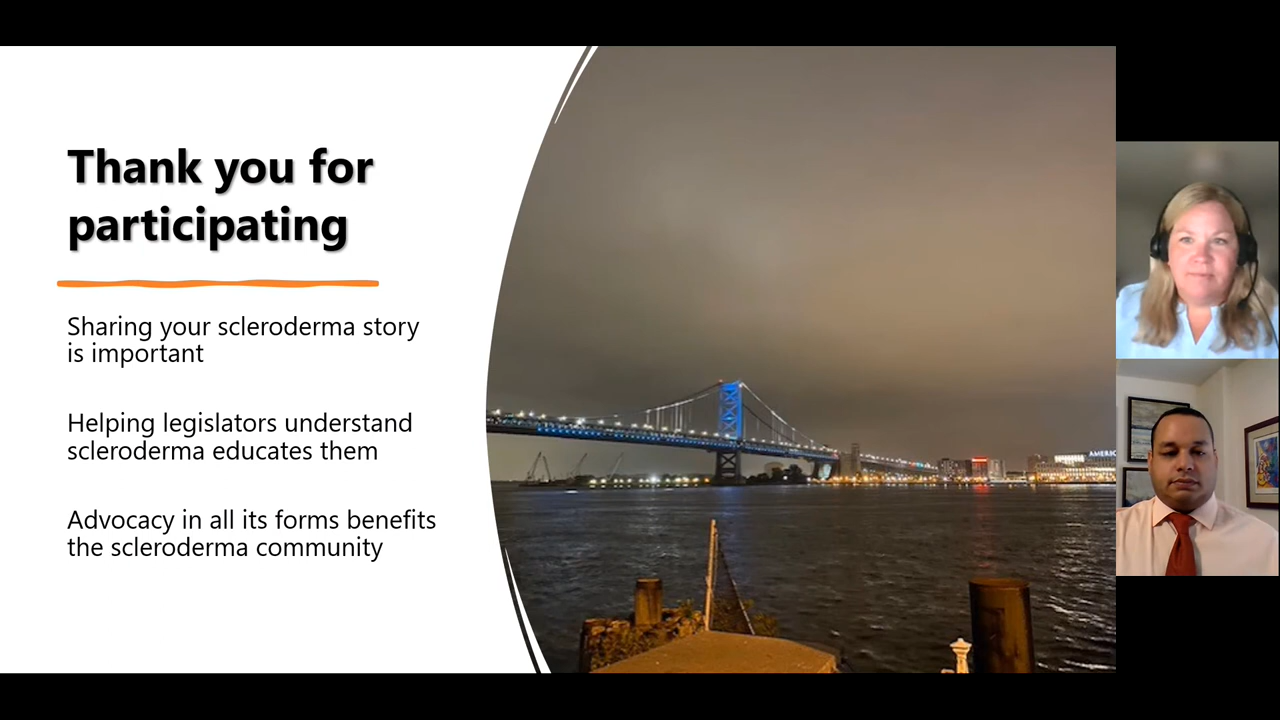 Thank you for
participating
Sharing your scleroderma story
is important
Helping legislators understand
scleroderma educates them
Advocacy in all its forms benefits
the scleroderma community